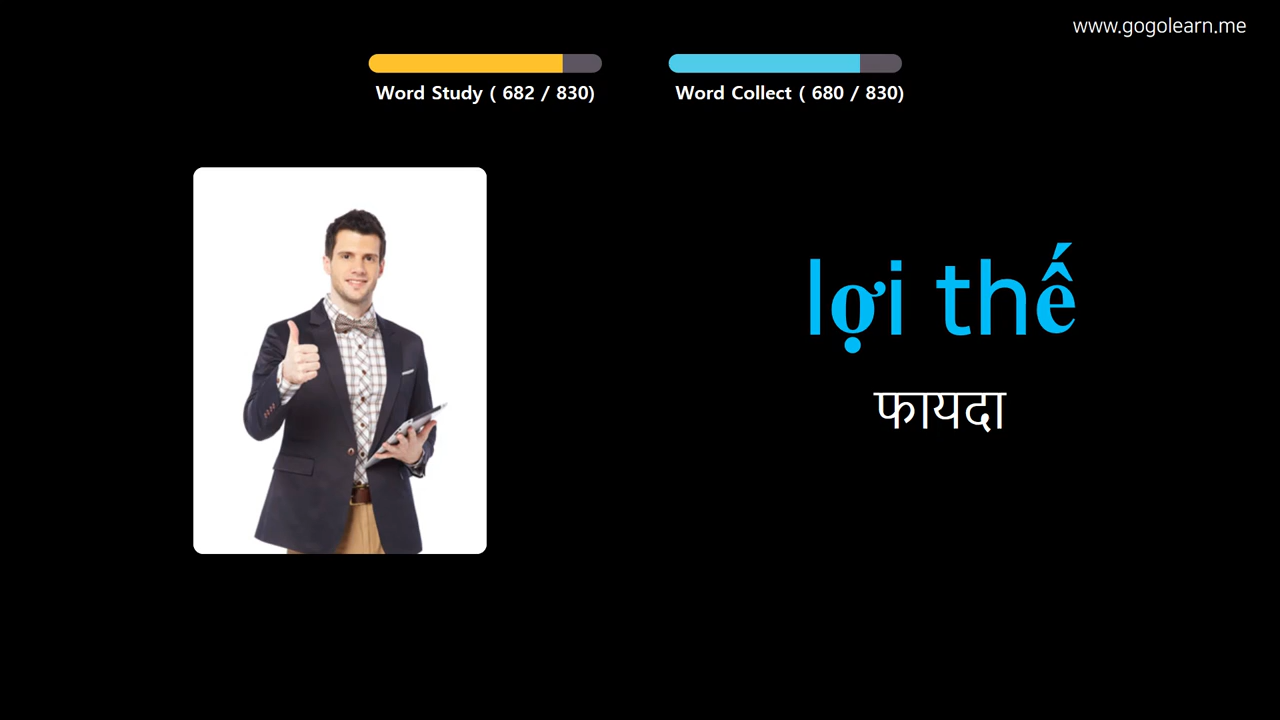 www.gogolearn.me
Word Study ( 682 / 830)
Word Collect ( 680 / 830)
lợi thế
फायदा